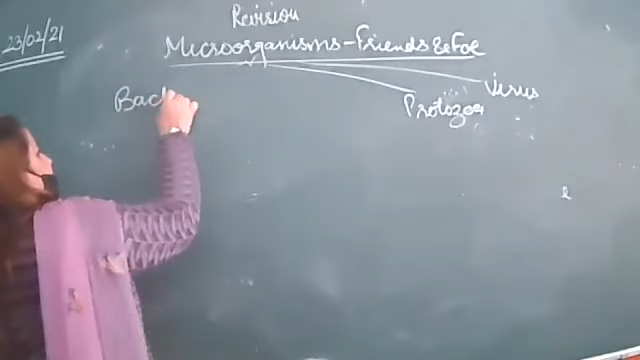 23/02/21
Revision
Microorganisms - Friends & Foe
Virus
Protozoa
Bac